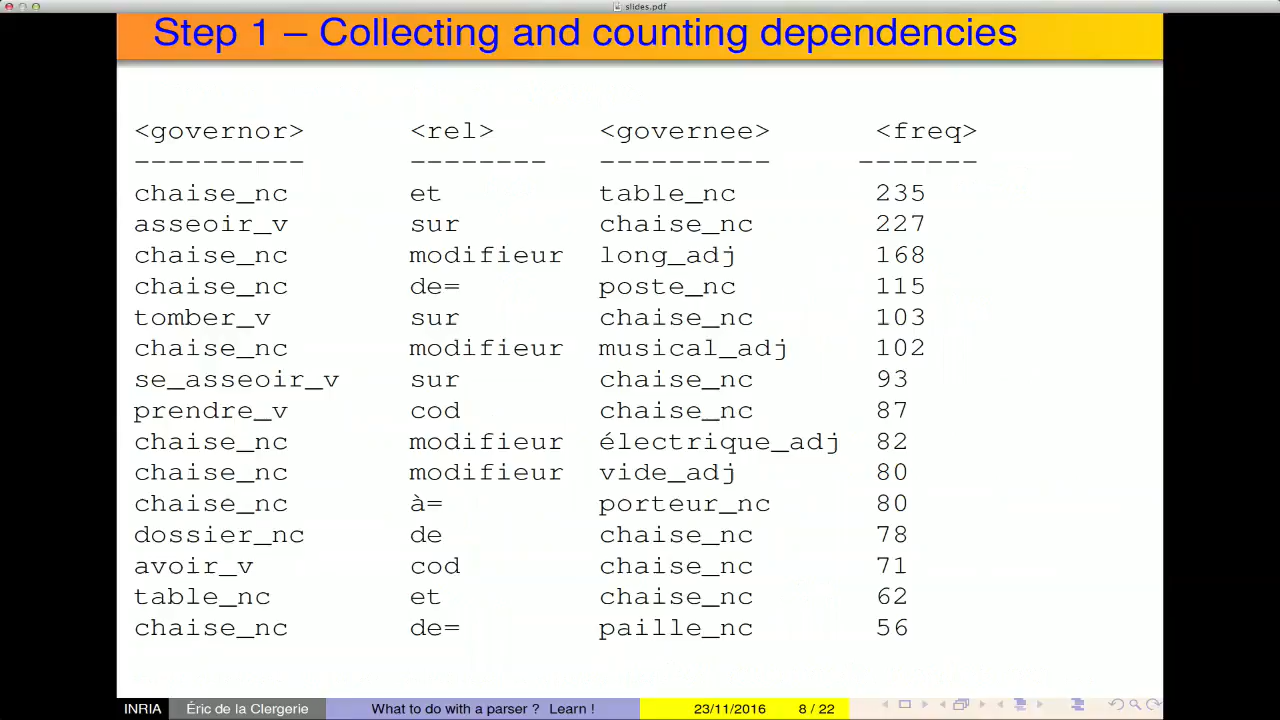 slides.pdf
Step 1 – Collecting and counting dependencies
<governor> <rel> <governee> <freq>
---------- -------- ---------- -------
chaise_nc et table_nc 235
asseoir_v sur chaise_nc 227
chaise_nc modifieur long_adj 168
chaise_nc de= poste_nc 115
tomber_v sur chaise_nc 103
chaise_nc modifieur musical_adj 102
se_asseoir_v sur chaise_nc 93
prendre_v cod chaise_nc 87
chaise_nc modifieur électrique_adj 82
chaise_nc modifieur vide_adj 80
chaise_nc à= porteur_nc 80
dossier_nc de chaise_nc 78
avoir_v cod chaise_nc 71
table_nc et chaise_nc 62
chaise_nc de= paille_nc 56
INRIA Éric de la Clergerie What to do with a parser ? Learn ! 23/11/2016 8 / 22